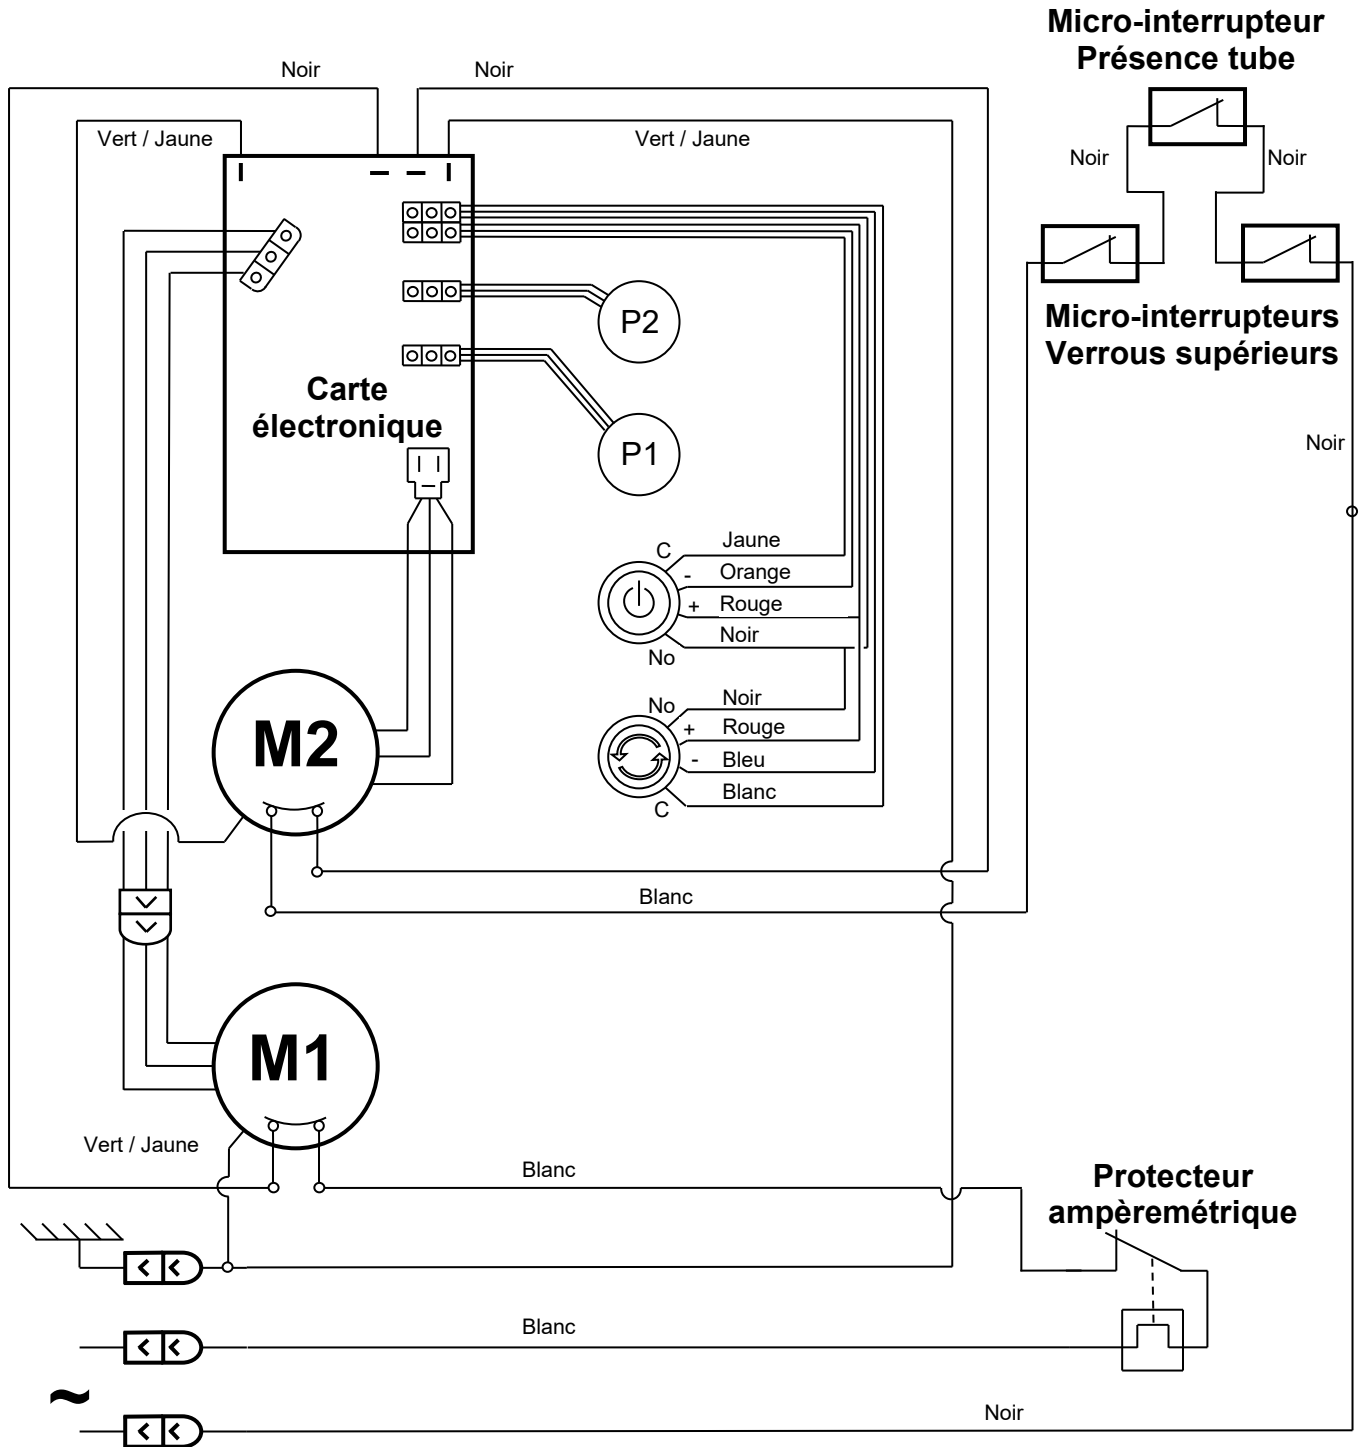 Micro-interrupteur
Présence tube
Noir
Noir
Vert / Jaune
Vert / Jaune
Noir
Noir
Micro-interrupteurs
Verrous supérieurs
P2
Carte
électronique
P1
Noir
C
Jaune
-
Orange
+
Rouge
Noir
No
No
Noir
+
Rouge
-
Bleu
Blanc
C
M2
Blanc
M1
Vert / Jaune
Blanc
Protecteur
ampèremétrique
Blanc
~
Noir